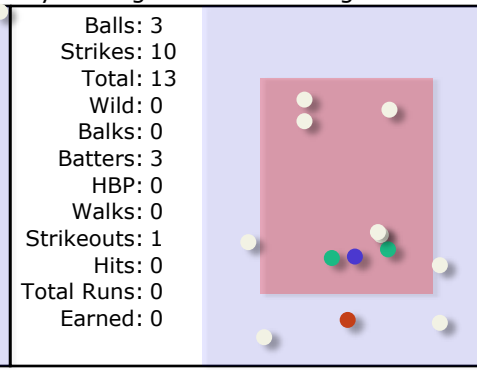 Balls: 3
Strikes: 10
Total: 13
Wild: 0
Balks: 0
Batters: 3
HBP: 0
Walks: 0
Strikeouts: 1
Hits: 0
Total Runs: 0
Earned: 0